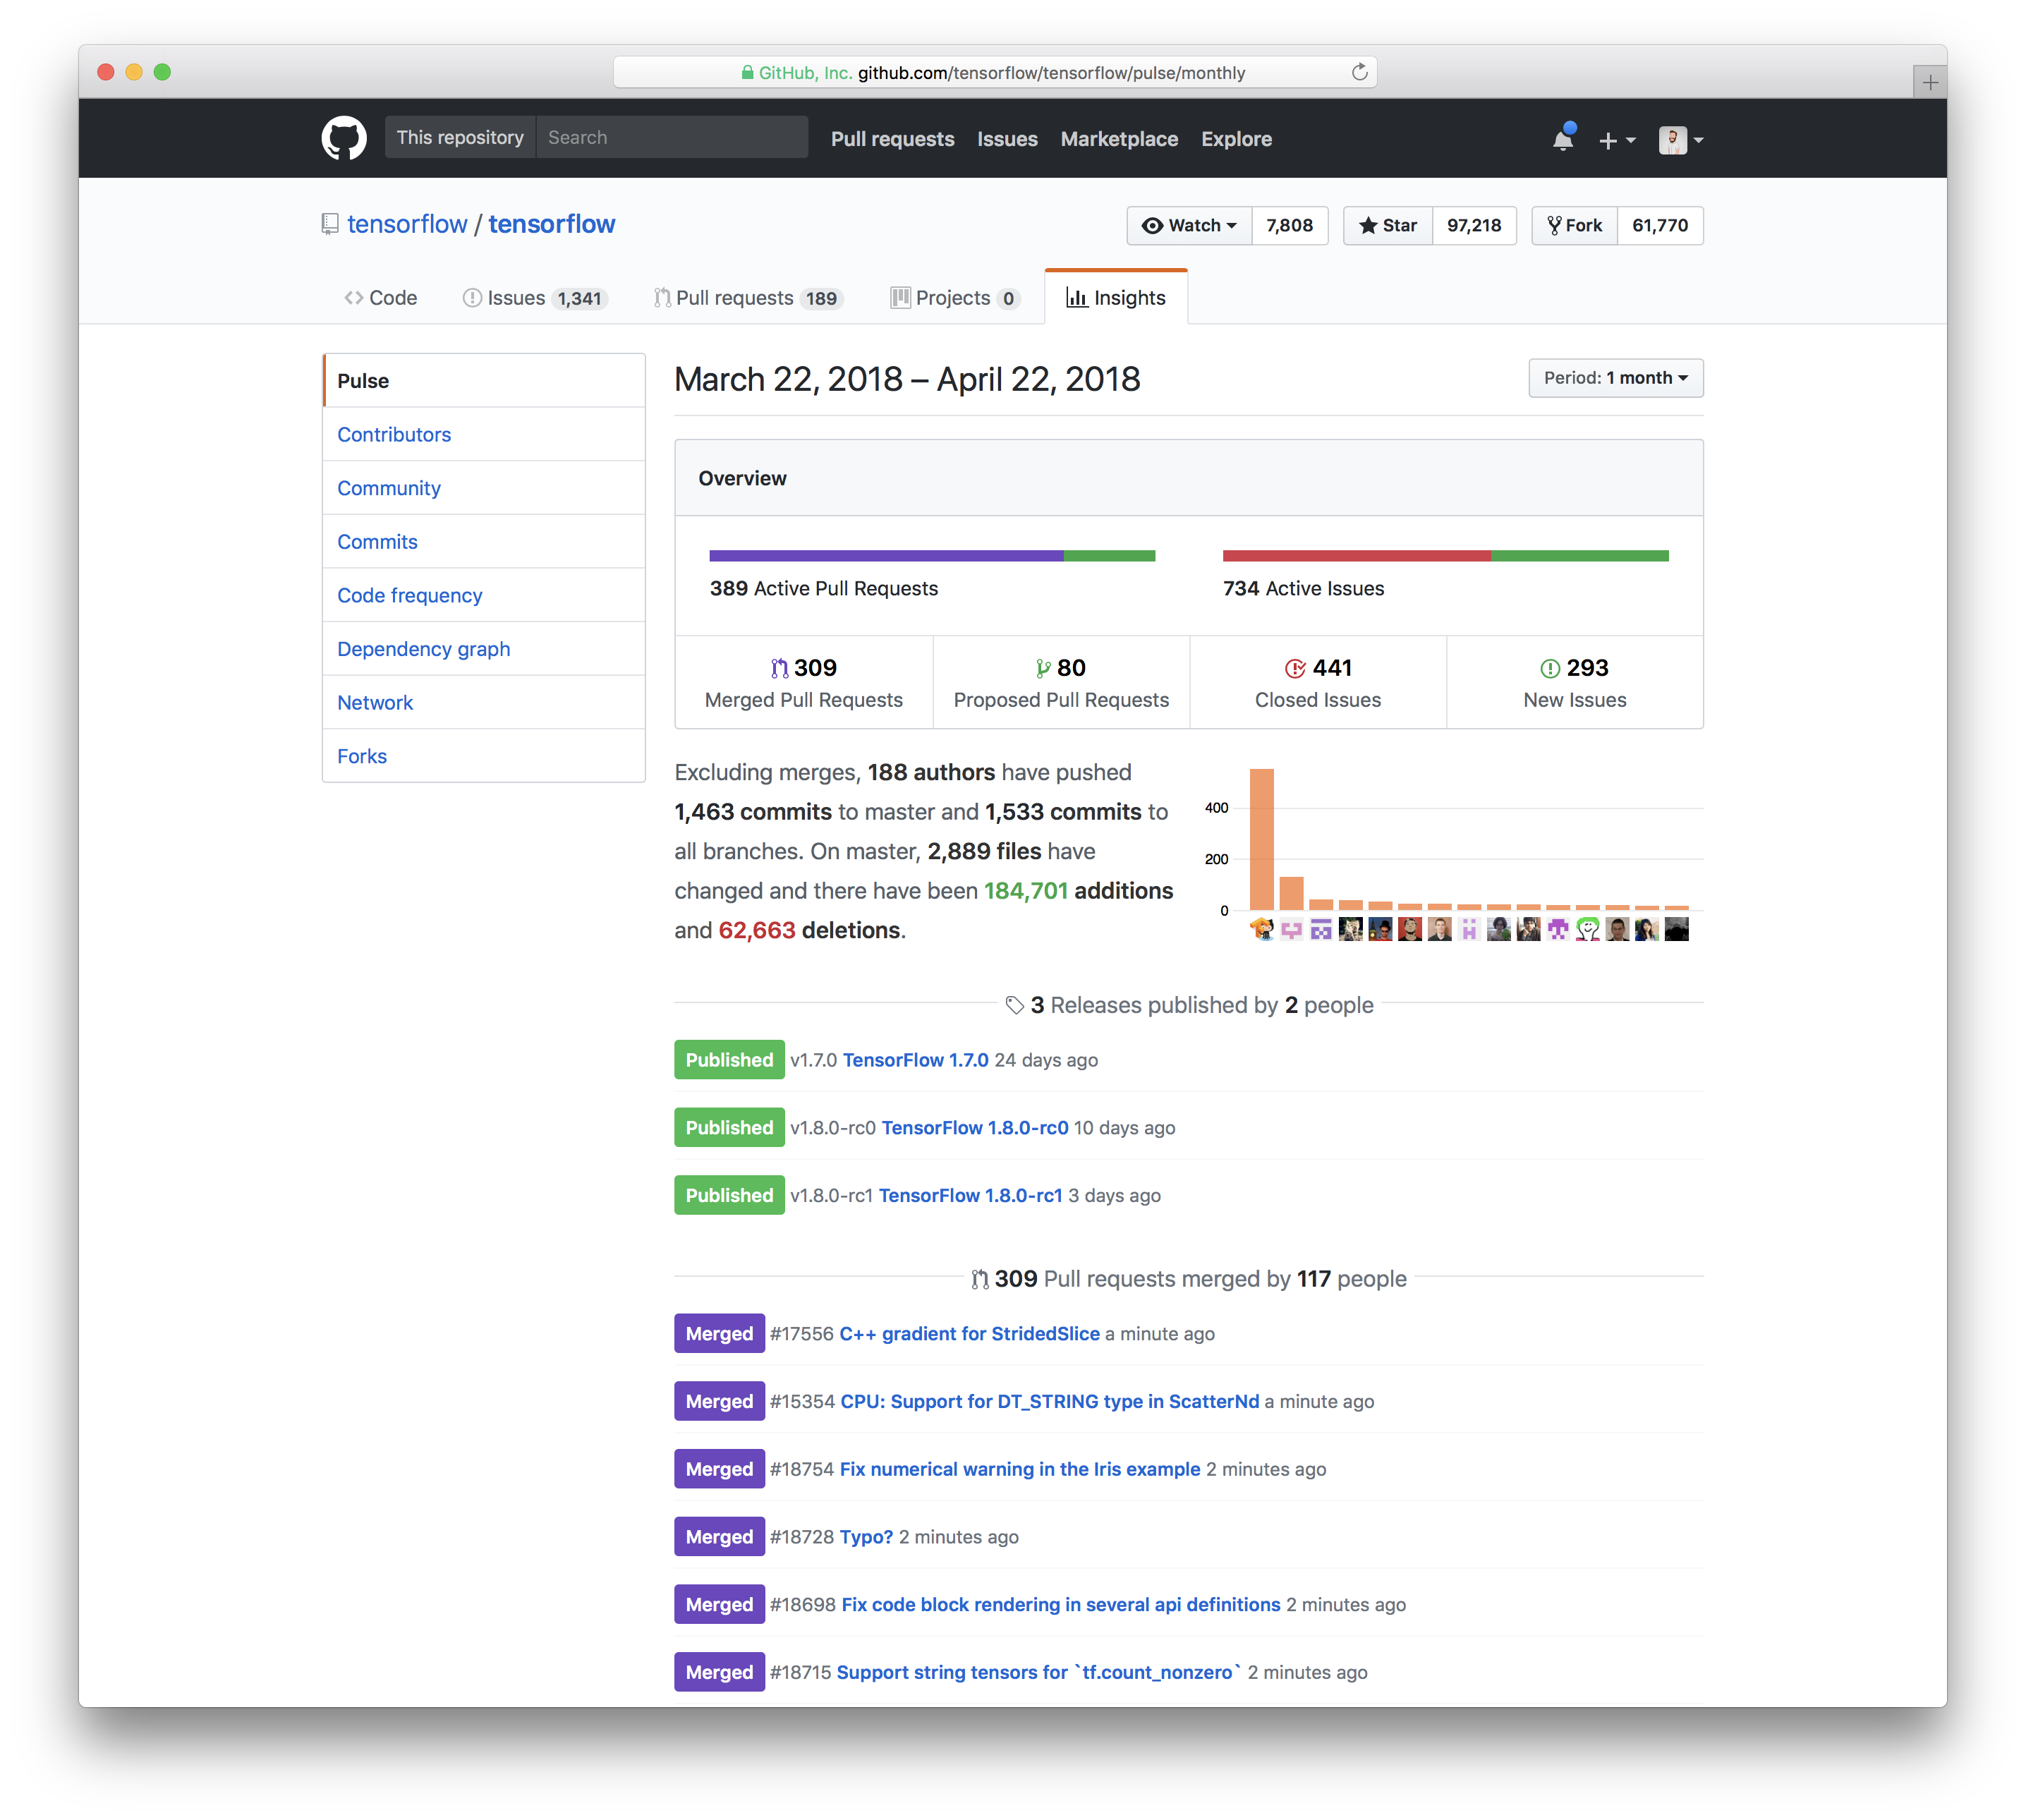 GitHub, Inc. github.com/tensorflow/tensorflow/pulse/monthly
This repository Search Pull requests Issues Marketplace Explore
tensorflow / tensorflow Watch 7,808 Star 97,218 Fork 61,770
Code Issues 1,341 Pull requests 189 Projects 0 Insights
Pulse
Contributors
Community
Commits
Code frequency
Dependency graph
Network
Forks
March 22, 2018 – April 22, 2018 Period: 1 month
Overview
389 Active Pull Requests 734 Active Issues
309 80 441 293
Merged Pull Requests Proposed Pull Requests Closed Issues New Issues
Excluding merges, 188 authors have pushed
1,463 commits to master and 1,533 commits to
all branches. On master, 2,889 files have
changed and there have been 184,701 additions
and 62,663 deletions.
400
200
0
3 Releases published by 2 people
Published v1.7.0 TensorFlow 1.7.0 24 days ago
Published v1.8.0-rc0 TensorFlow 1.8.0-rc0 10 days ago
Published v1.8.0-rc1 TensorFlow 1.8.0-rc1 3 days ago
309 Pull requests merged by 117 people
Merged #17556 C++ gradient for StridedSlice a minute ago
Merged #15354 CPU: Support for DT_STRING type in ScatterNd a minute ago
Merged #18754 Fix numerical warning in the Iris example 2 minutes ago
Merged #18728 Typo? 2 minutes ago
Merged #18698 Fix code block rendering in several api definitions 2 minutes ago
Merged #18715 Support string tensors for `tf.count_nonzero` 2 minutes ago